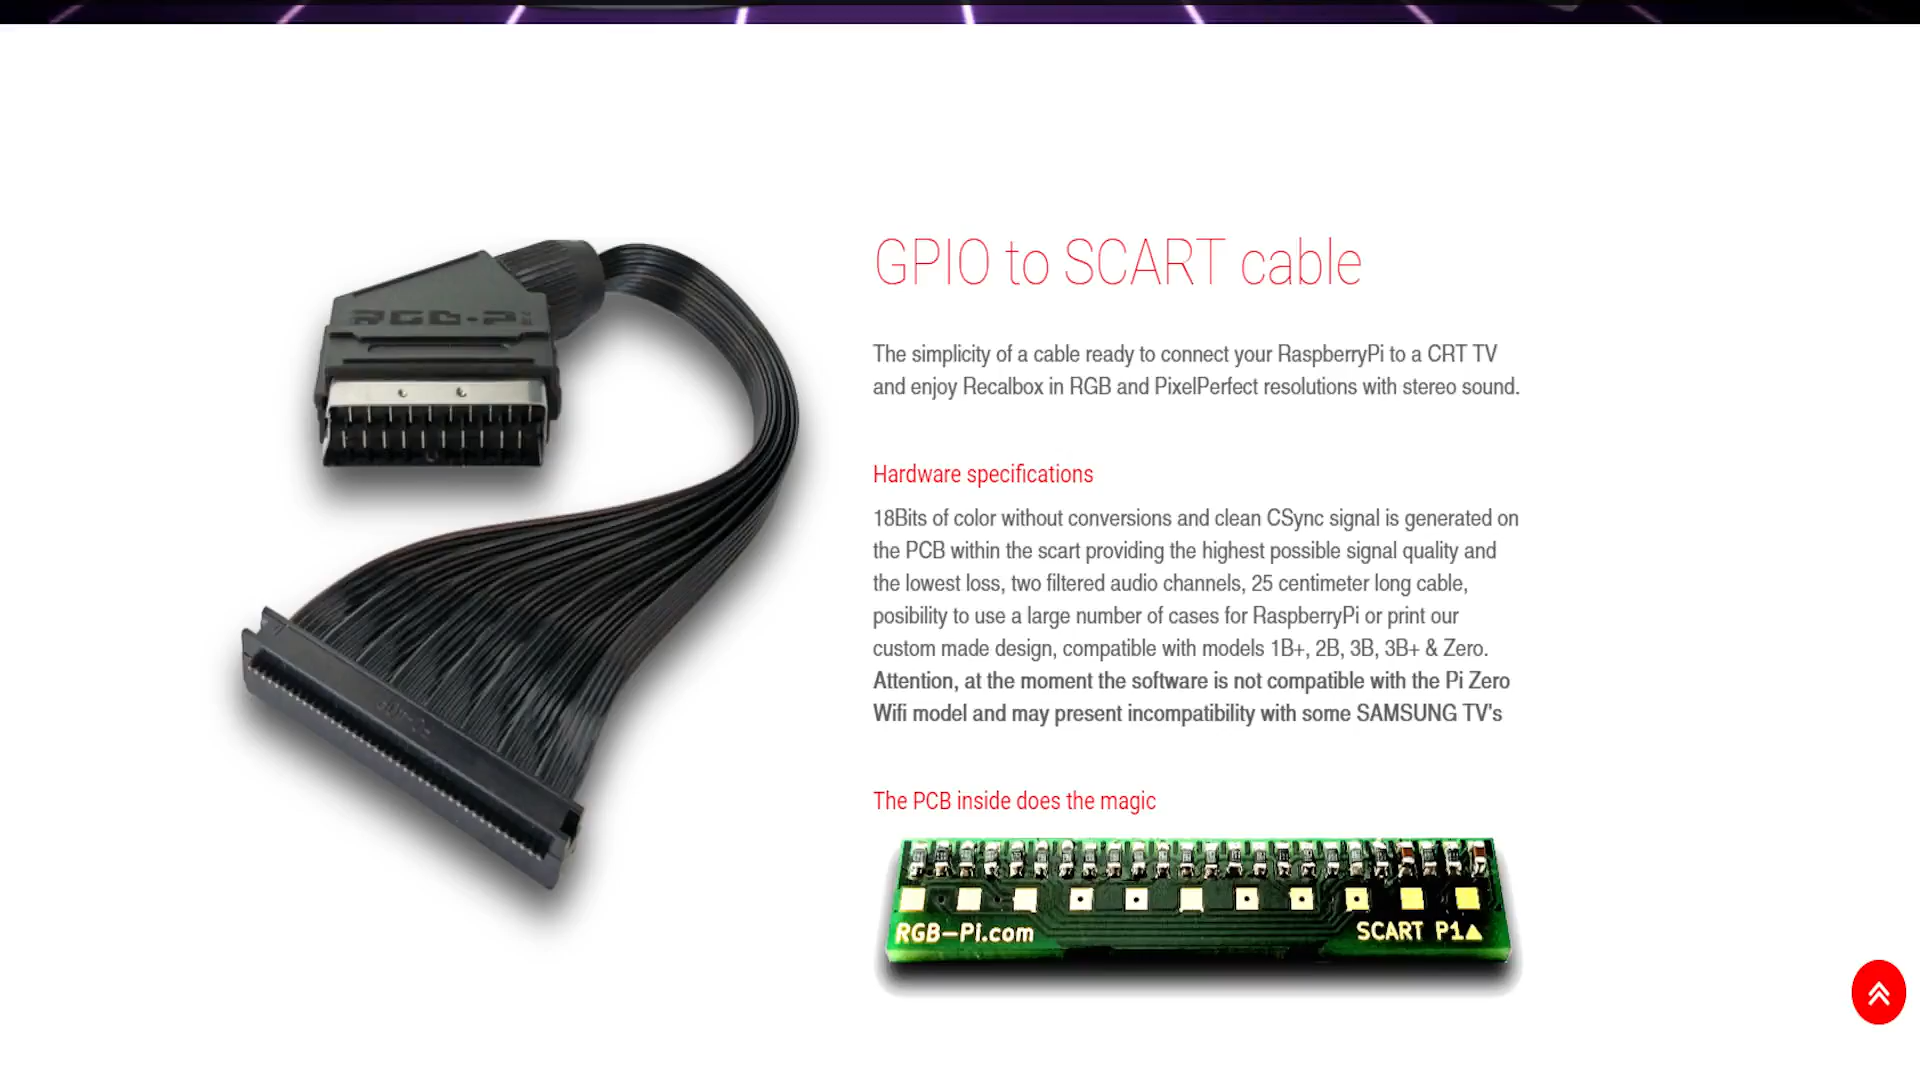 GPIO to SCART cable
The simplicity of a cable ready to connect your RaspberryPi to a CRT TV
and enjoy Recalbox in RGB and PixelPerfect resolutions with stereo sound.
Hardware specifications
18Bits of color without conversions and clean CSync signal is generated on
the PCB within the scart providing the highest possible signal quality and
the lowest loss, two filtered audio channels, 25 centimeter long cable,
posibility to use a large number of cases for RaspberryPi or print our
custom made design, compatible with models 1B+, 2B, 3B, 3B+ & Zero.
Attention, at the moment the software is not compatible with the Pi Zero
Wifi model and may present incompatibility with some SAMSUNG TV's
The PCB inside does the magic
RGB-Pi.com
SCART P1▲
RGB-Pi